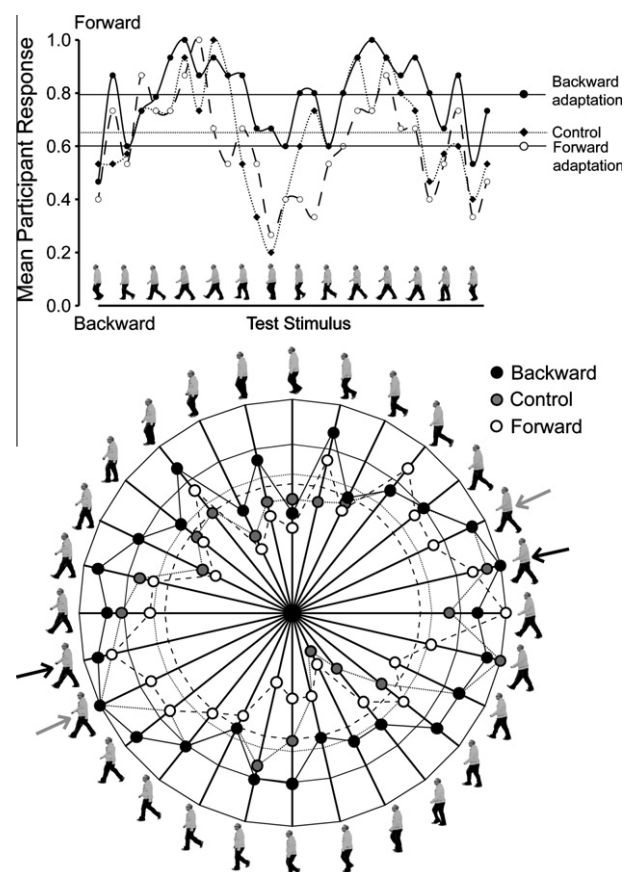 Forward
1.0
0.8
0.6
0.4
0.2
0.0
Mean Participant Response
Backward
adaptation
Control
Forward
adaptation
Backward
Test Stimulus
Backward
Control
Forward